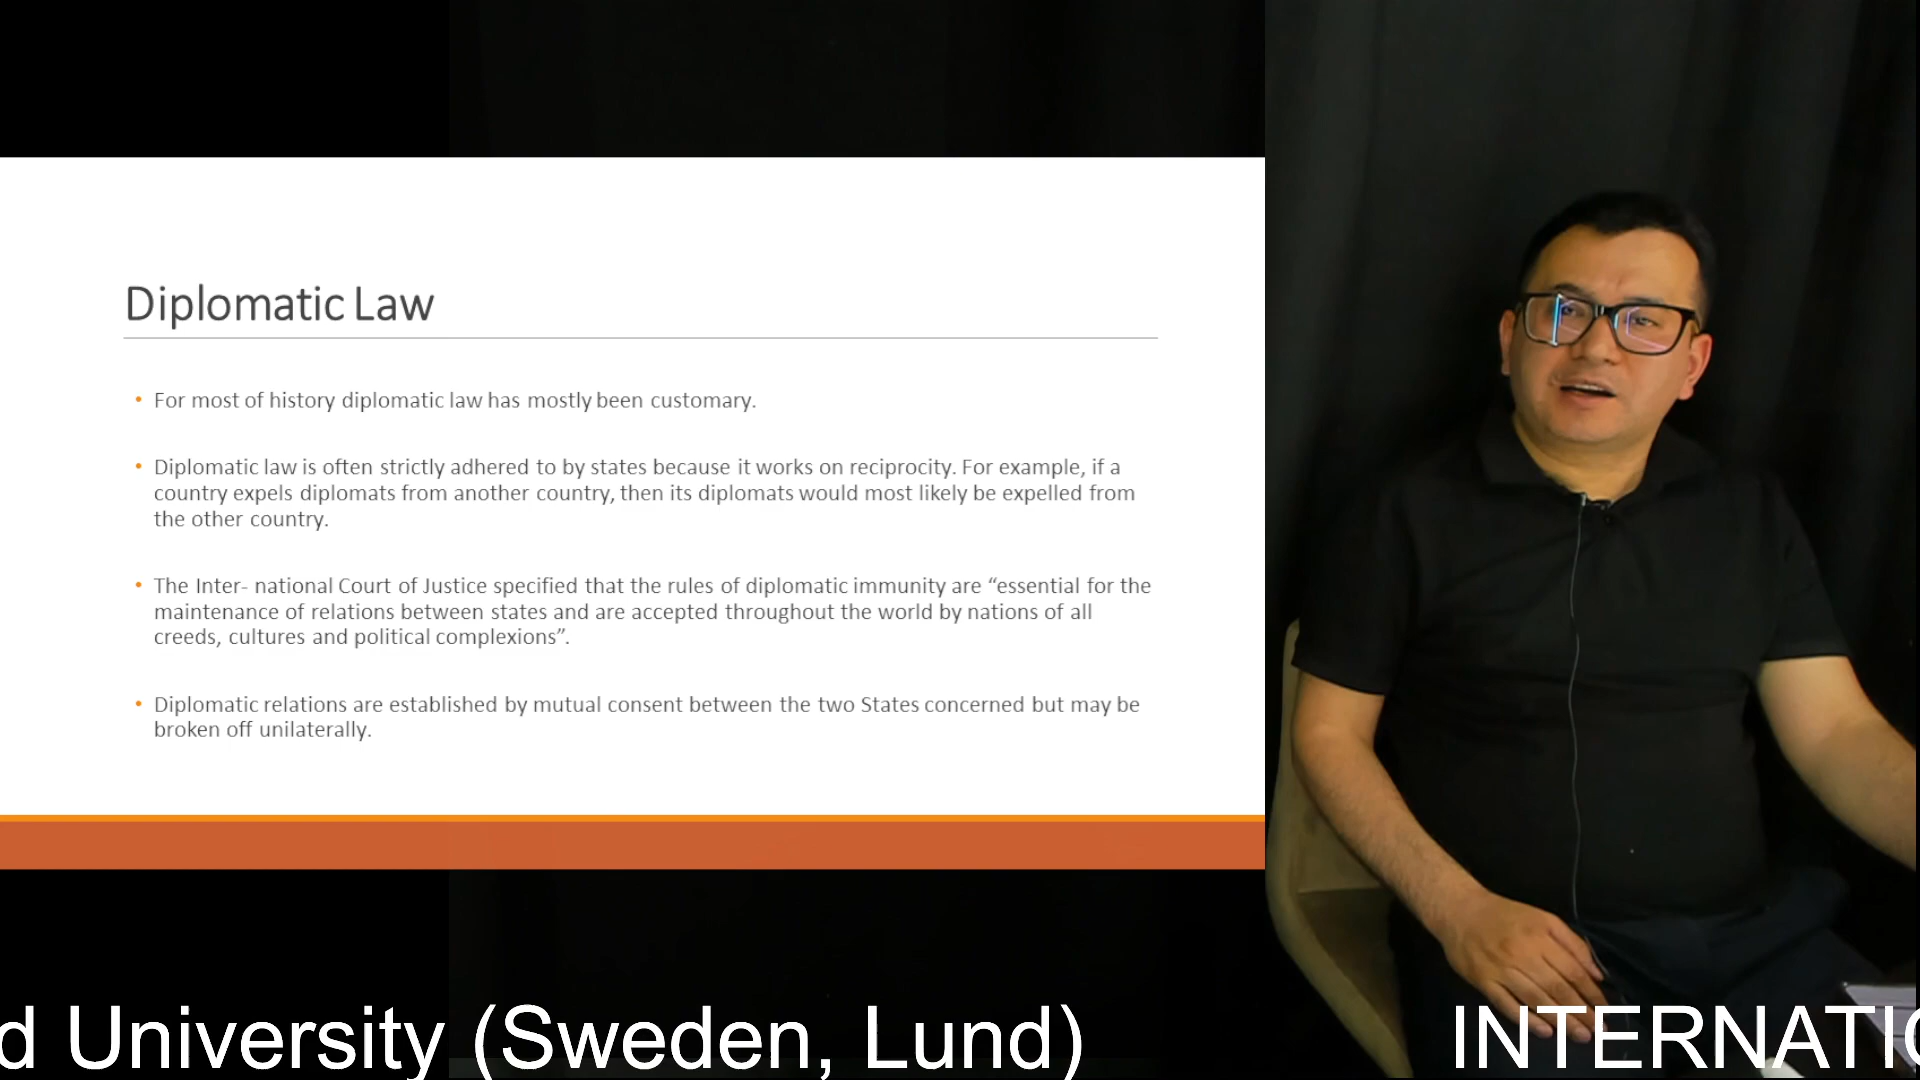 Diplomatic Law
• For most of history diplomatic law has mostly been customary.
• Diplomatic law is often strictly adhered to by states because it works on reciprocity. For example, if a
country expels diplomats from another country, then its diplomats would most likely be expelled from
the other country.
• The Inter- national Court of Justice specified that the rules of diplomatic immunity are “essential for the
maintenance of relations between states and are accepted throughout the world by nations of all
creeds, cultures and political complexions”.
• Diplomatic relations are established by mutual consent between the two States concerned but may be
broken off unilaterally.
d University (Sweden, Lund) INTERNATIO